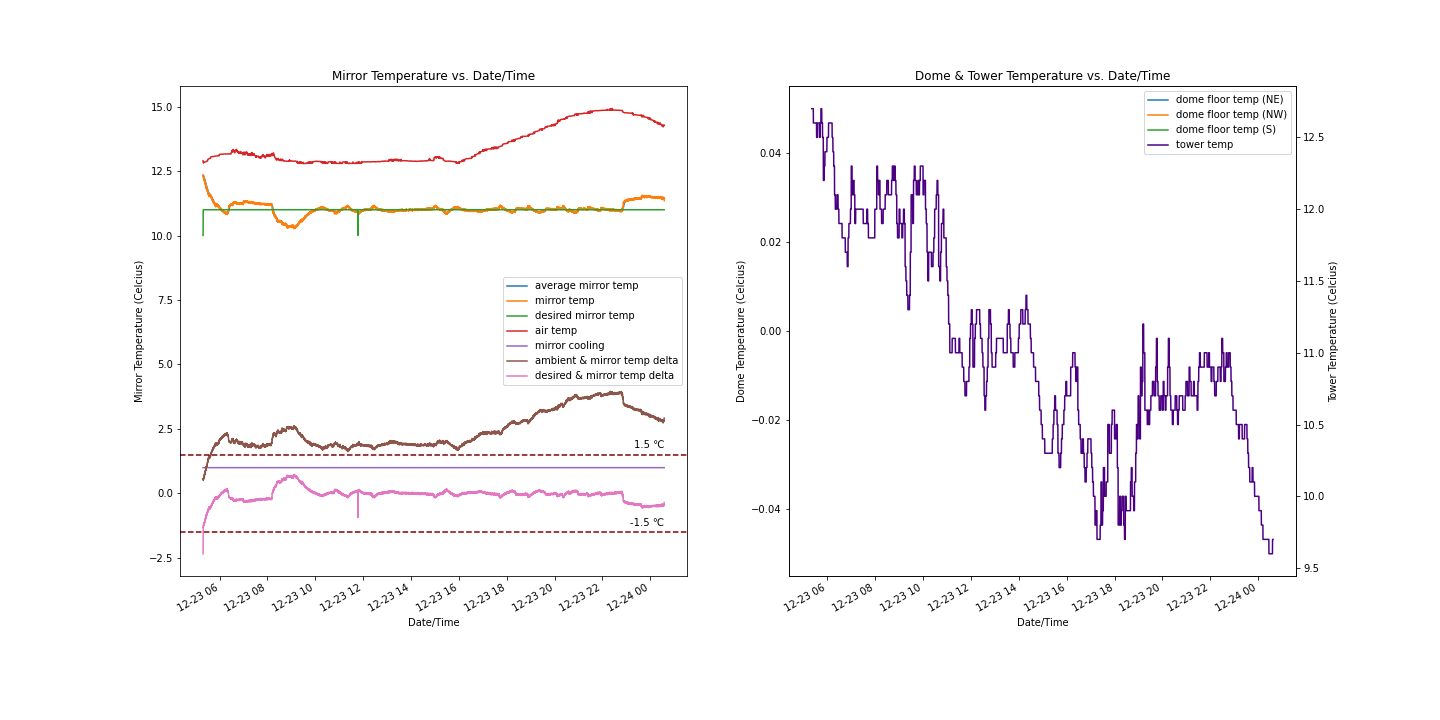 Mirror Temperature vs. Date/Time
15.0
12.5
10.0
7.5
5.0
2.5
0.0
−2.5
Mirror Temperature (Celcius)
average mirror temp
mirror temp
desired mirror temp
air temp
mirror cooling
ambient & mirror temp delta
desired & mirror temp delta
1.5 ℃
-1.5 ℃
12-23 06
12-23 08
12-23 10
12-23 12
12-23 14
12-23 16
12-23 18
12-23 20
12-23 22
12-24 00
Date/Time
Dome & Tower Temperature vs. Date/Time
0.04
0.02
0.00
−0.02
−0.04
Dome Temperature (Celcius)
dome floor temp (NE)
dome floor temp (NW)
dome floor temp (S)
tower temp
12.5
12.0
11.5
11.0
10.5
10.0
9.5
Tower Temperature (Celcius)
12-23 06
12-23 08
12-23 10
12-23 12
12-23 14
12-23 16
12-23 18
12-23 20
12-23 22
12-24 00
Date/Time